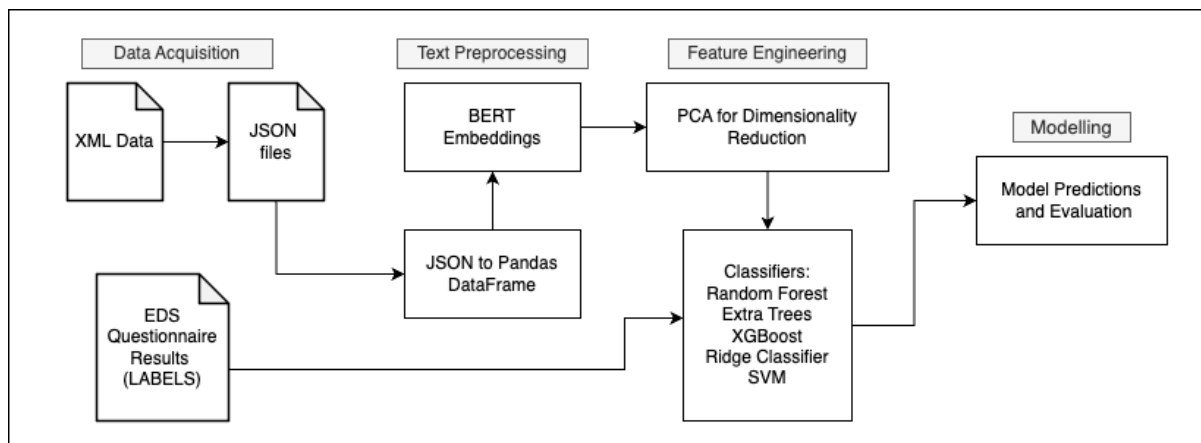 Data Acquisition
Text Preprocessing
Feature Engineering
Modelling
XML Data
JSON
files
BERT
Embeddings
PCA for Dimensionality
Reduction
Model Predictions
and Evaluation
JSON to Pandas
DataFrame
EDS
Questionnaire
Results
(LABELS)
Classifiers:
Random Forest
Extra Trees
XGBoost
Ridge Classifier
SVM